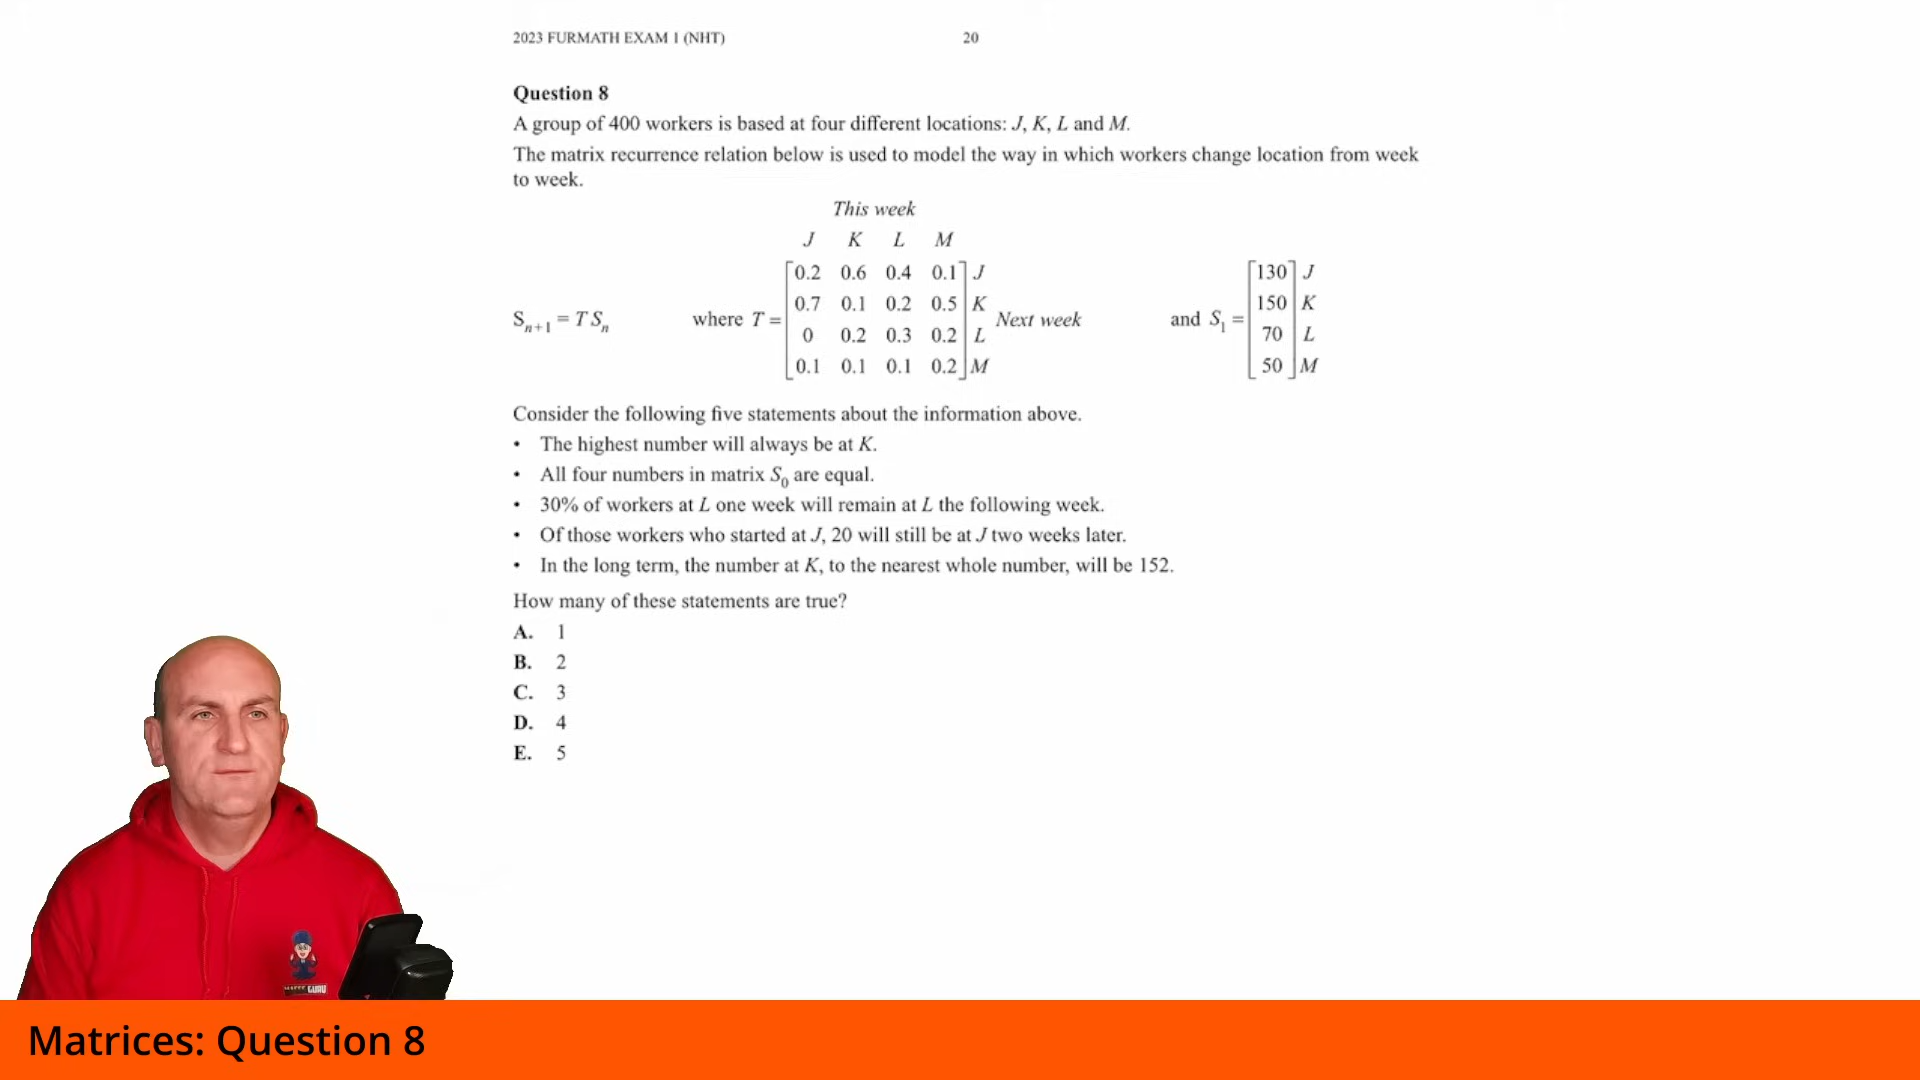 2023 FURMATH EXAM 1 (NHT) 20
Question 8
A group of 400 workers is based at four different locations: J, K, L and M.
The matrix recurrence relation below is used to model the way in which workers change location from week
to week.
This week
J K L M
0.2 0.6 0.4 0.1 J
0.7 0.1 0.2 0.5 K
0 0.2 0.3 0.2 L
0.1 0.1 0.1 0.2 M
Sₙ₊₁ = T Sₙ where T = Next week and S₁ =
130 J
150 K
70 L
50 M
Consider the following five statements about the information above.
• The highest number will always be at K.
• All four numbers in matrix S₀ are equal.
• 30% of workers at L one week will remain at L the following week.
• Of those workers who started at J, 20 will still be at J two weeks later.
• In the long term, the number at K, to the nearest whole number, will be 152.
How many of these statements are true?
A. 1
B. 2
C. 3
D. 4
E. 5
GURU
Matrices: Question 8